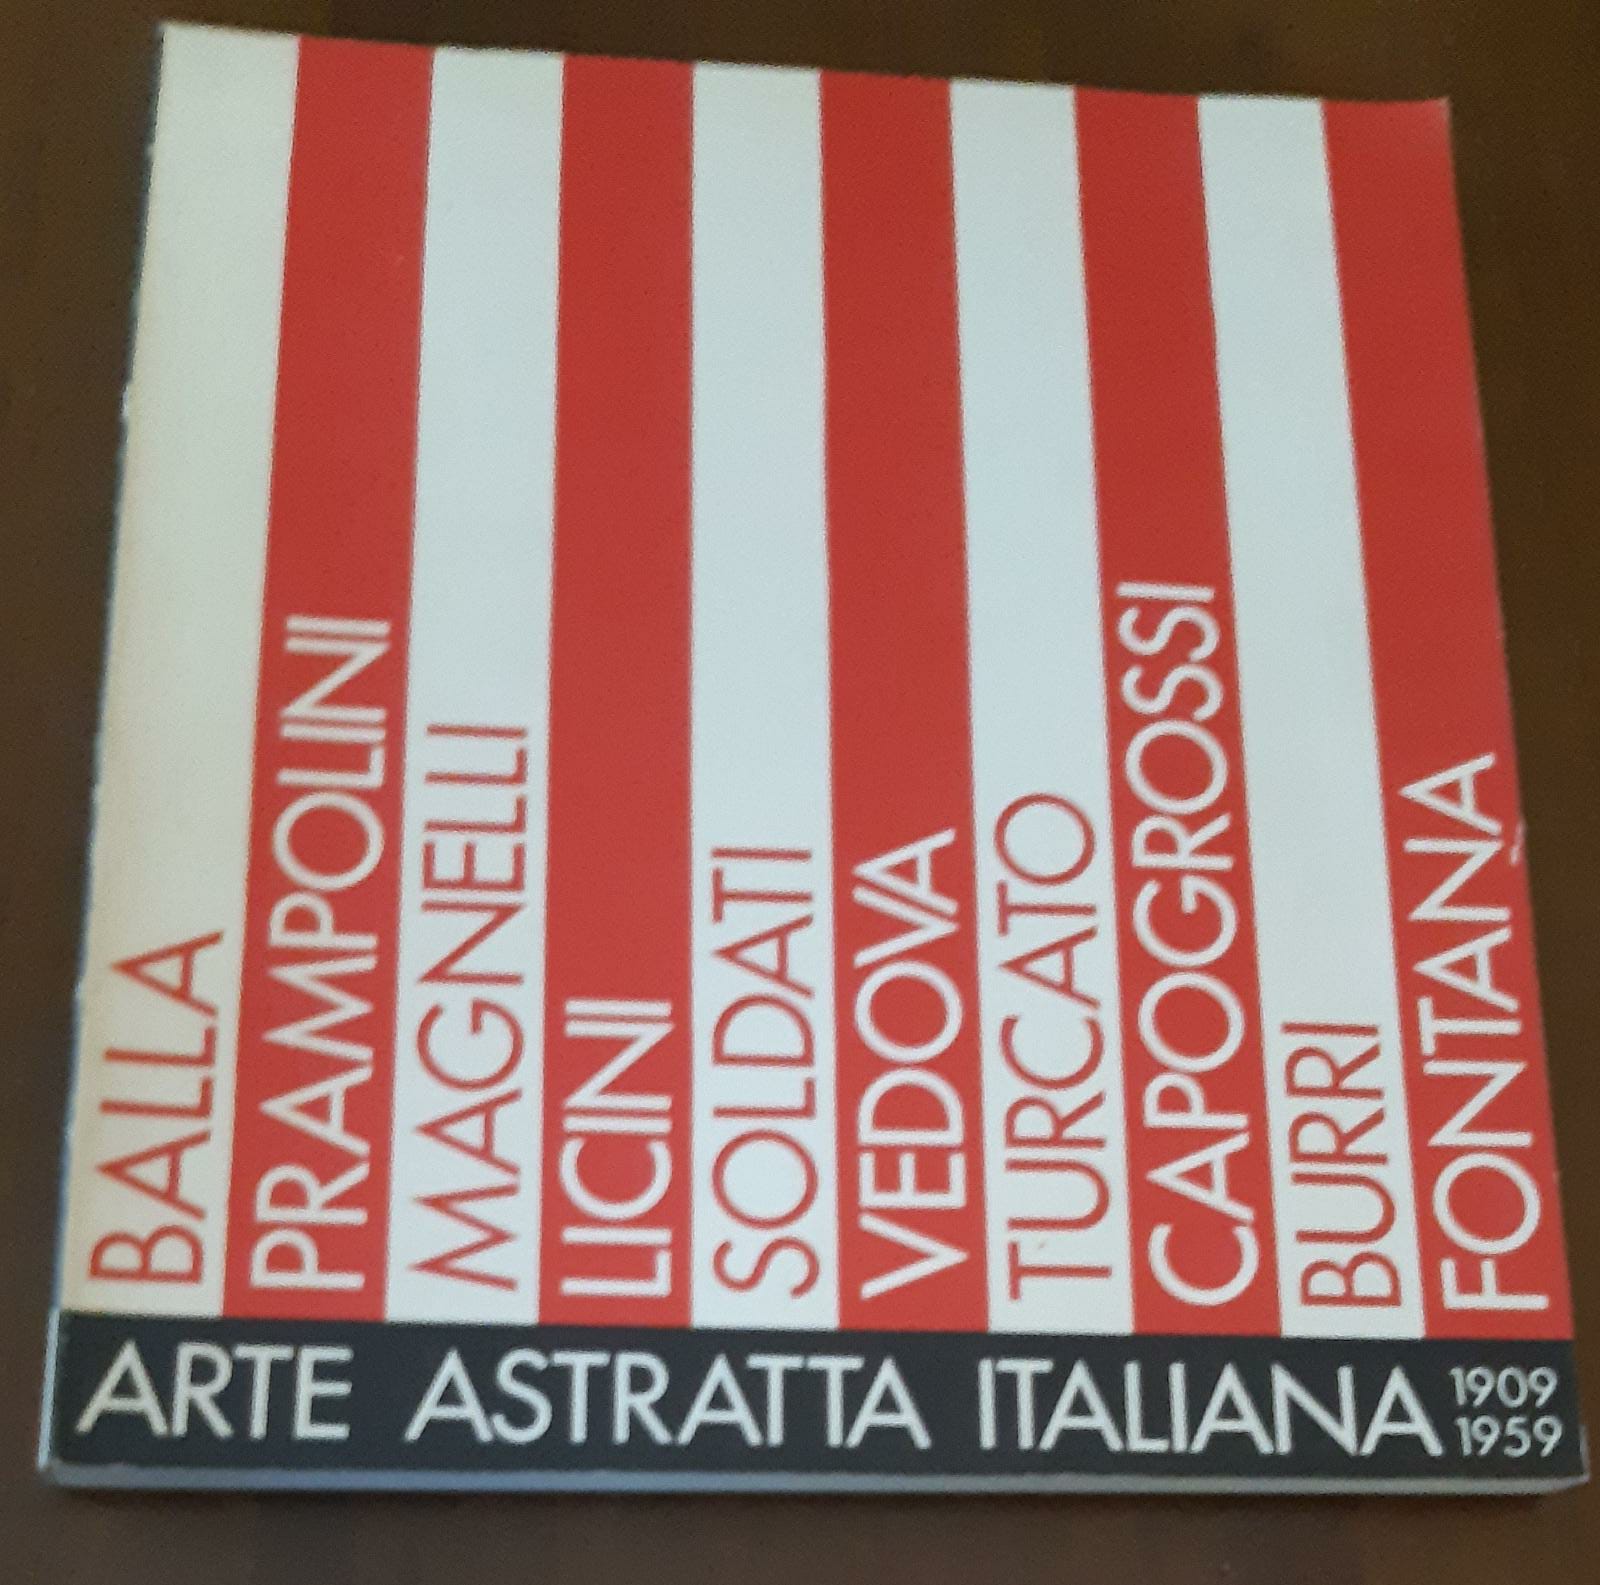 BALLA
PRAMPOLINI
MAGNELLI
LICINI
SOLDATI
VEDOVA
TURCATO
CAPOGROSSI
BURRI
FONTANA
ARTE ASTRATTA ITALIANA 1909
1959